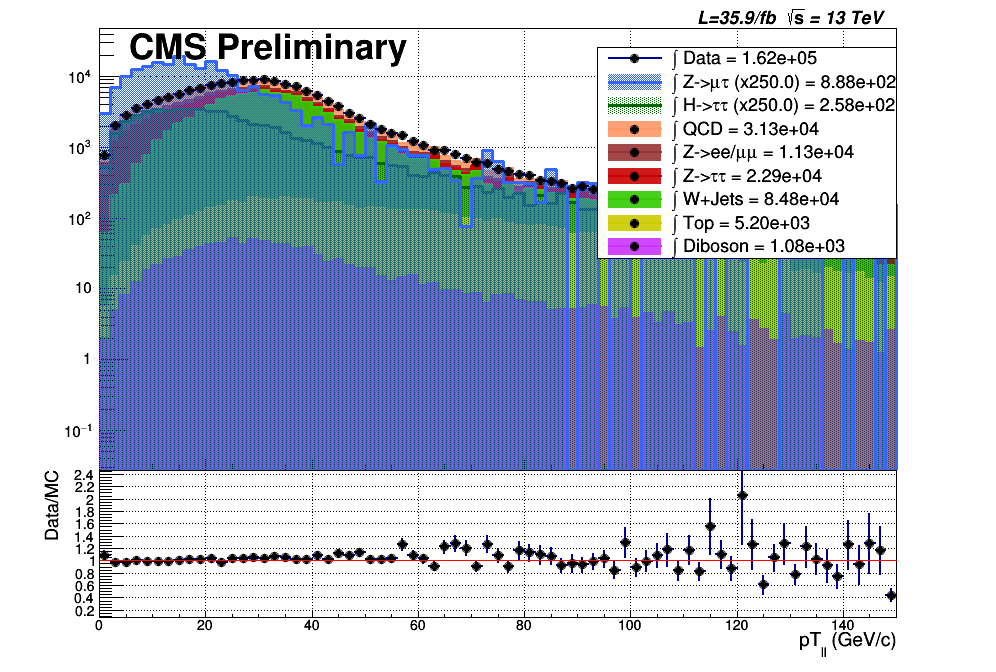 L=35.9/fb √s = 13 TeV
CMS Preliminary
∫ Data = 1.62e+05
∫ Z->μτ (x250.0) = 8.88e+02
∫ H->ττ (x250.0) = 2.58e+02
∫ QCD = 3.13e+04
∫ Z->ee/μμ = 1.13e+04
∫ Z->ττ = 2.29e+04
∫ W+Jets = 8.48e+04
∫ Top = 5.20e+03
∫ Diboson = 1.08e+03
10⁴
10³
10²
10
1
10⁻¹
Data/MC
2.4
2.2
2
1.8
1.6
1.4
1.2
1
0.8
0.6
0.4
0.2
0 20 40 60 80 100 120 140
pT|| (GeV/c)